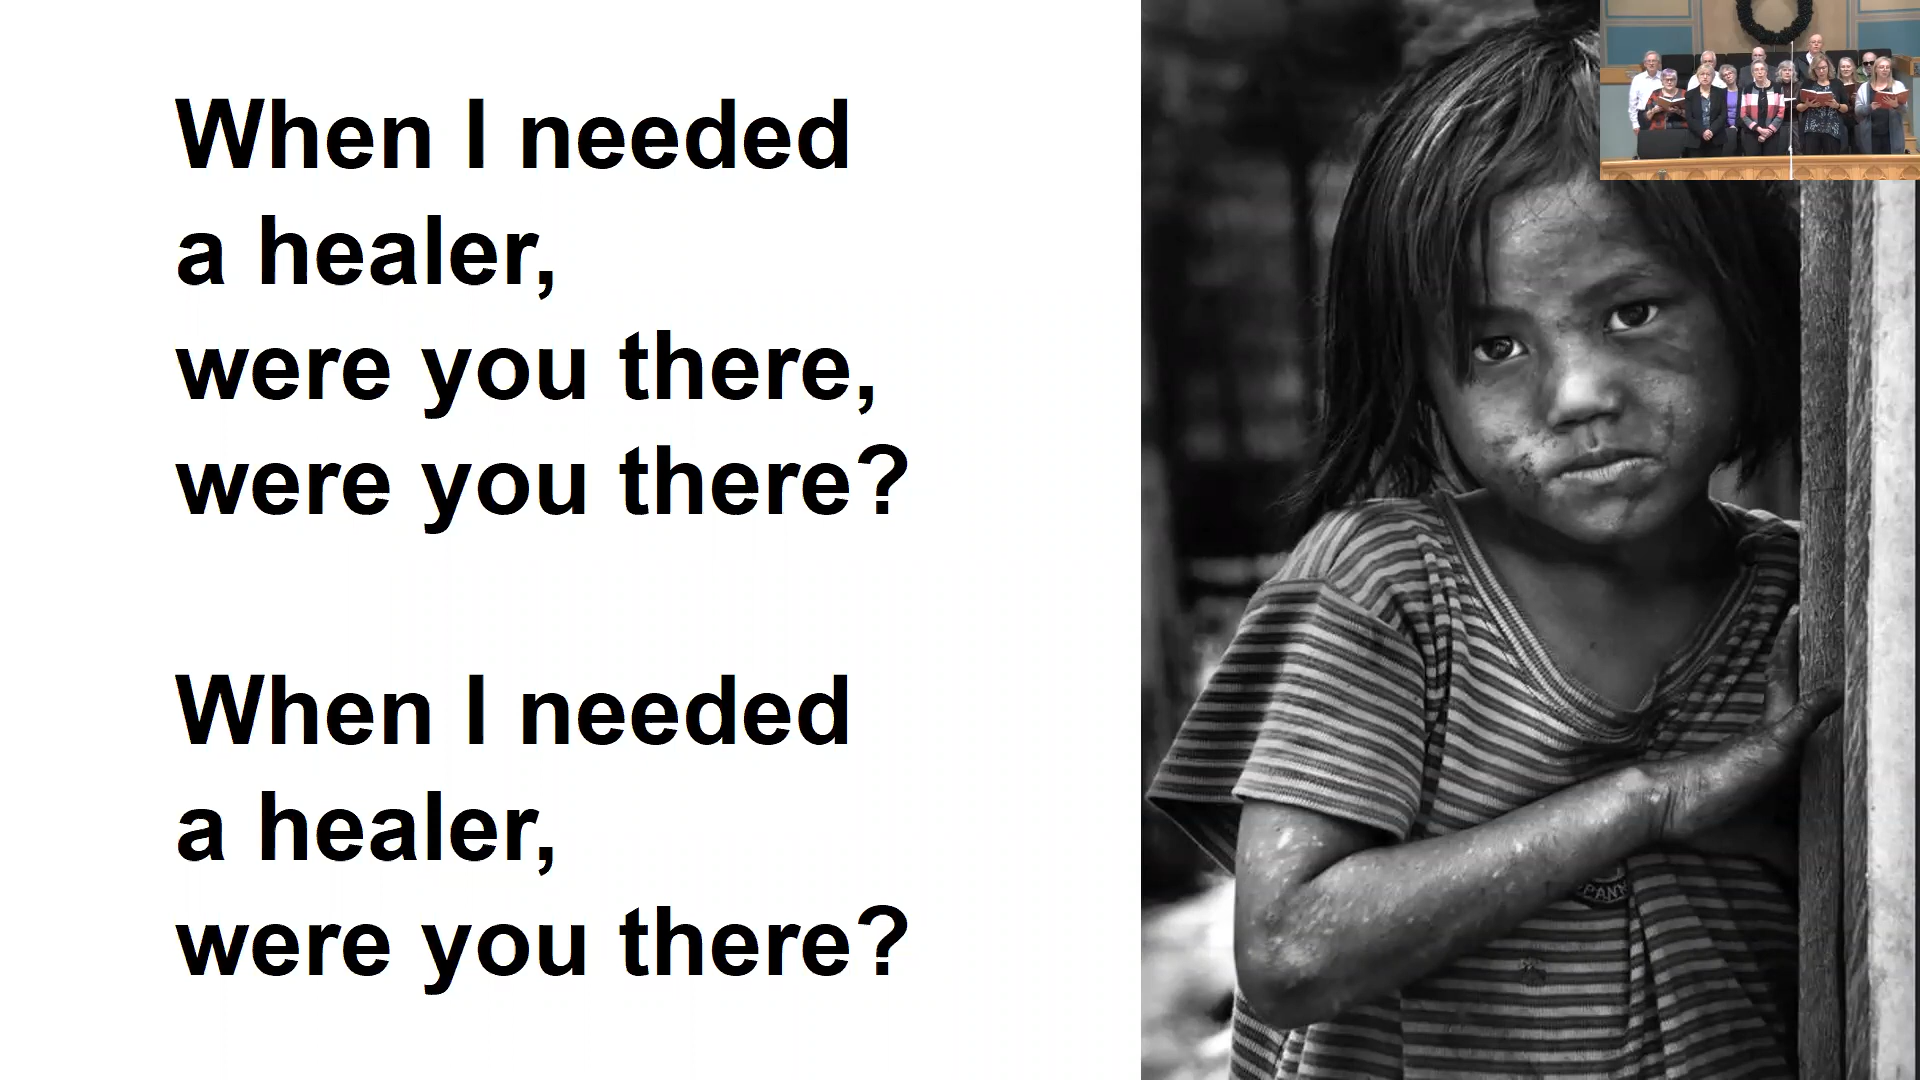 When I needed
a healer,
were you there,
were you there?
When I needed
a healer,
were you there?